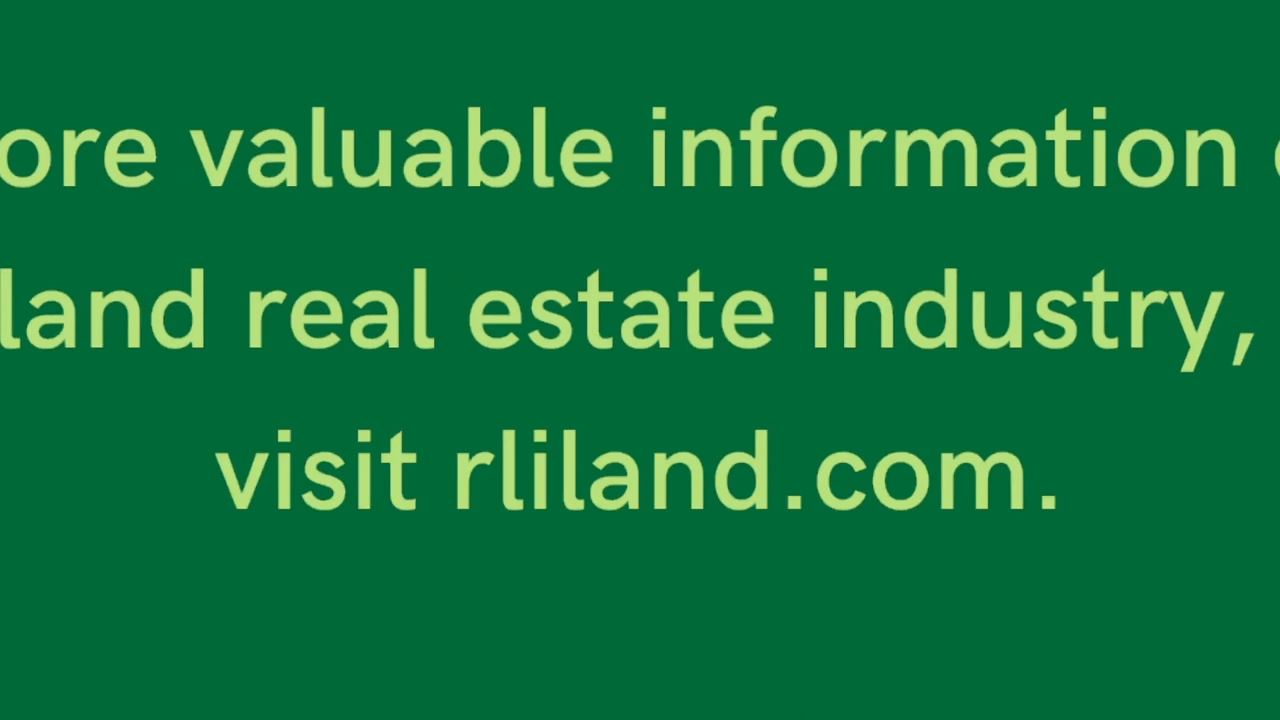 ore valuable information
land real estate industry,
visit rliland.com.